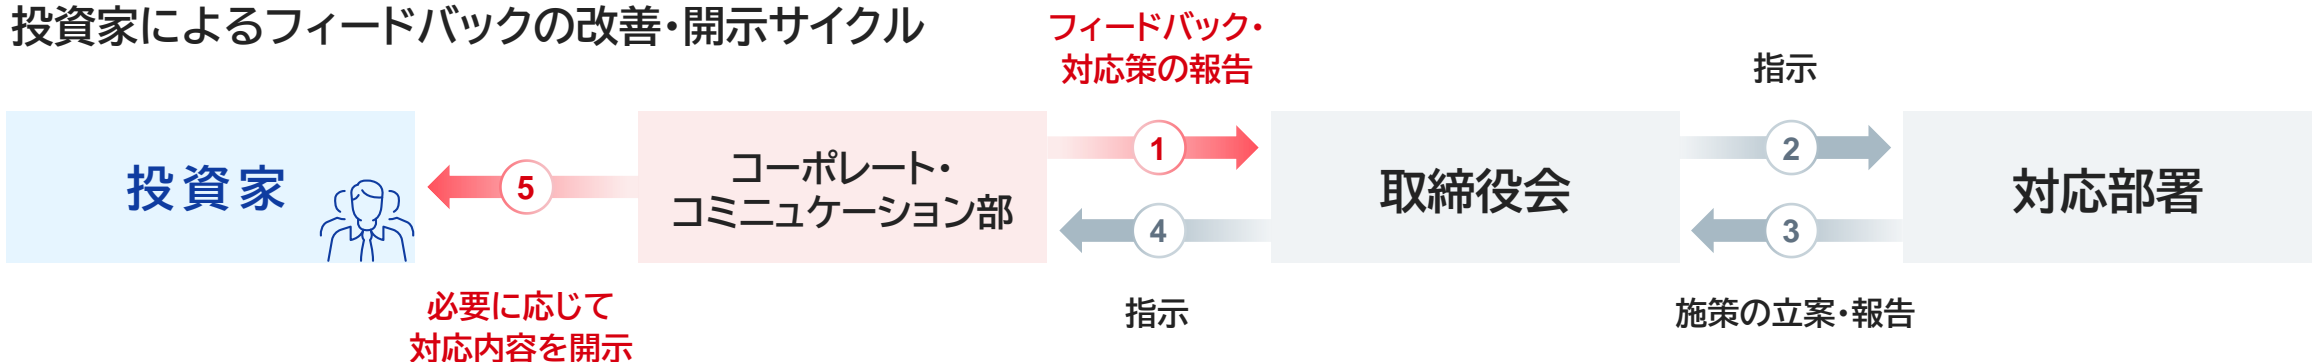 投資家によるフィードバックの改善・開示サイクル
フィードバック・
対応策の報告
指示
投資家
5
コーポレート・
コミニュケーション部
1
4
取締役会
2
3
対応部署
必要に応じて
対応内容を開示
指示
施策の立案・報告